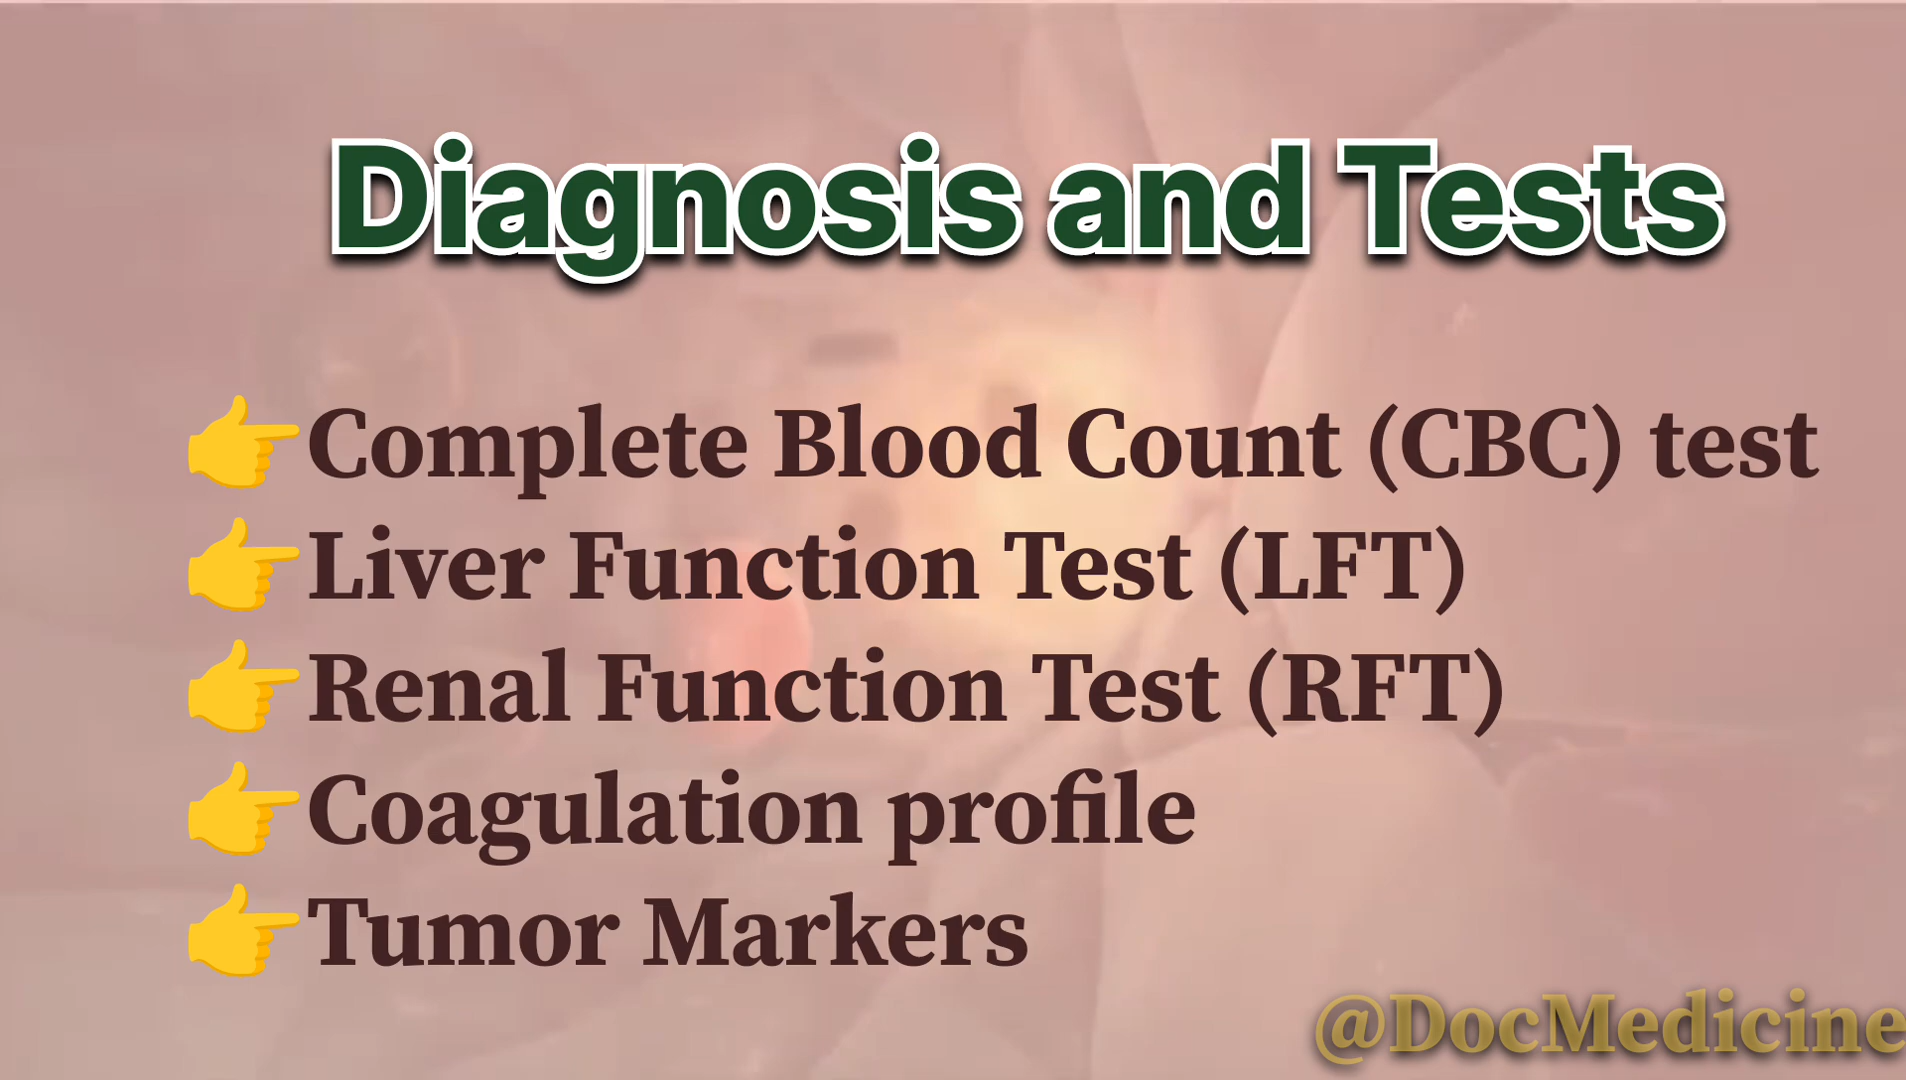 Diagnosis and Tests
👉Complete Blood Count (CBC) test
👉Liver Function Test (LFT)
👉Renal Function Test (RFT)
👉Coagulation profile
👉Tumor Markers
@DocMedicine